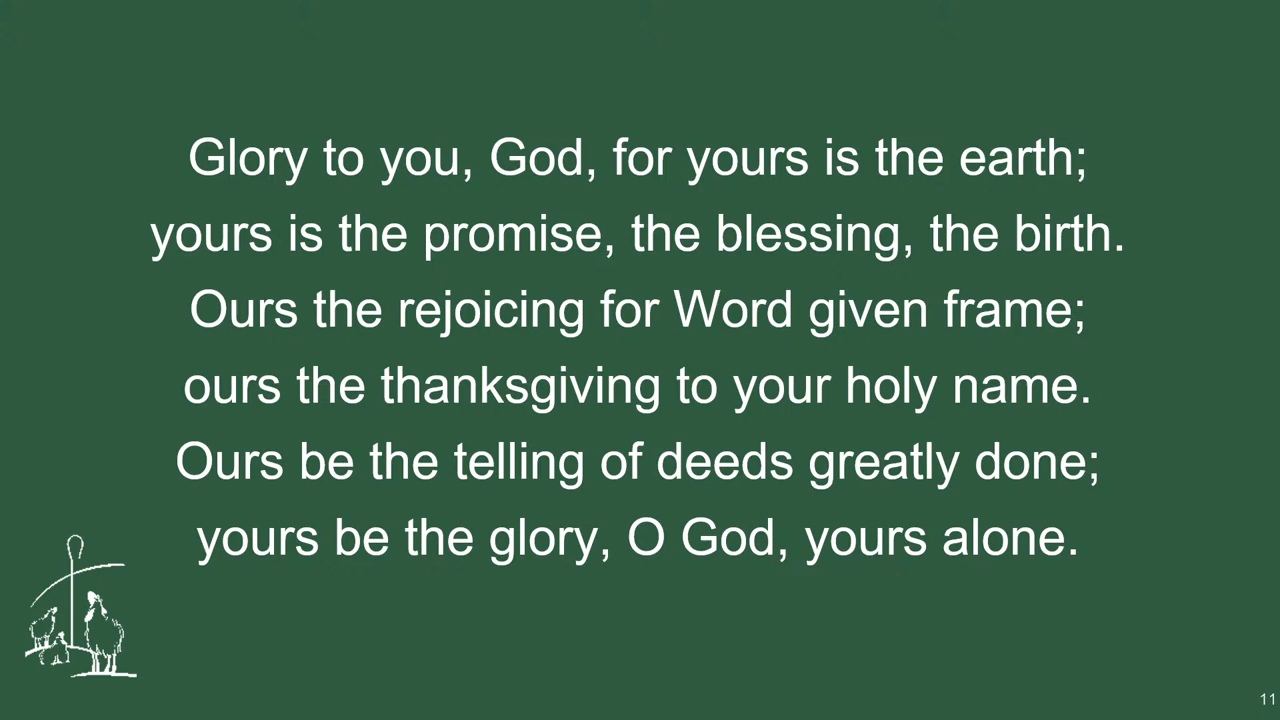 Glory to you, God, for yours is the earth;
yours is the promise, the blessing, the birth.
Ours the rejoicing for Word given frame;
ours the thanksgiving to your holy name.
Ours be the telling of deeds greatly done;
yours be the glory, O God, yours alone.
11